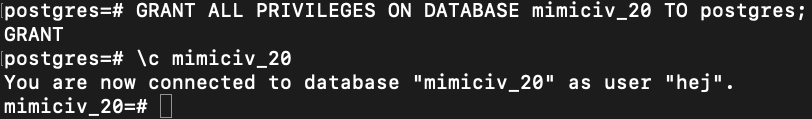 postgres=# GRANT ALL PRIVILEGES ON DATABASE mimiciv_20 TO postgres;
GRANT
postgres=# \c mimiciv_20
You are now connected to database "mimiciv_20" as user "hej".
mimiciv_20=#